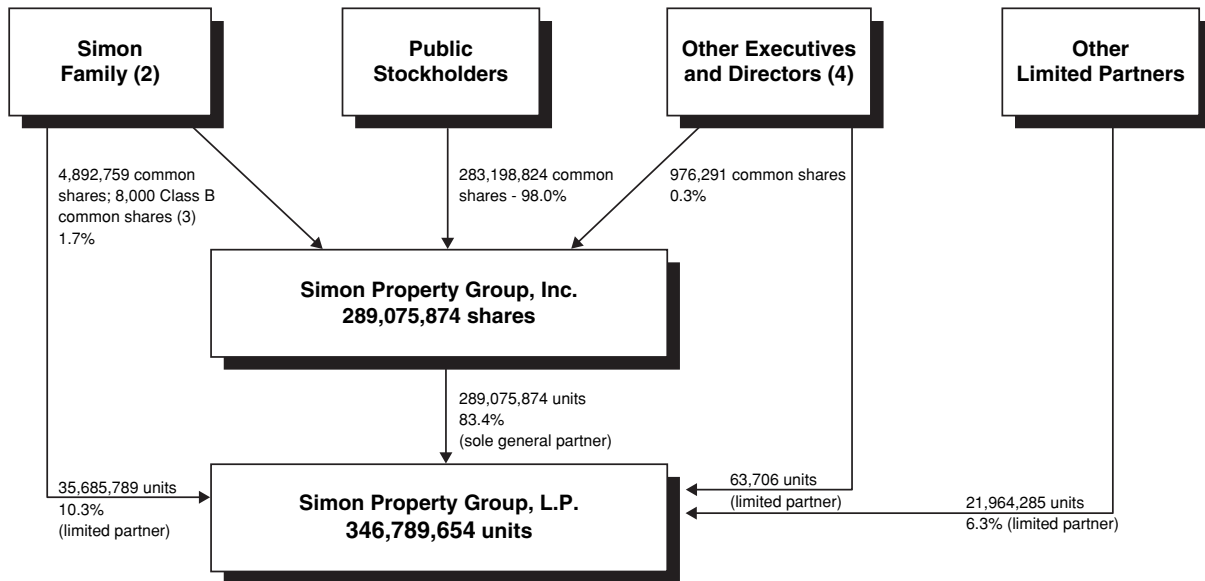 Simon
Family (2)
Public
Stockholders
Other Executives
and Directors (4)
Other
Limited Partners
4,892,759 common
shares; 8,000 Class B
common shares (3)
1.7%
283,198,824 common
shares - 98.0%
976,291 common shares
0.3%
Simon Property Group, Inc.
289,075,874 shares
289,075,874 units
83.4%
(sole general partner)
35,685,789 units
10.3%
(limited partner)
Simon Property Group, L.P.
346,789,654 units
63,706 units
(limited partner)
21,964,285 units
6.3% (limited partner)